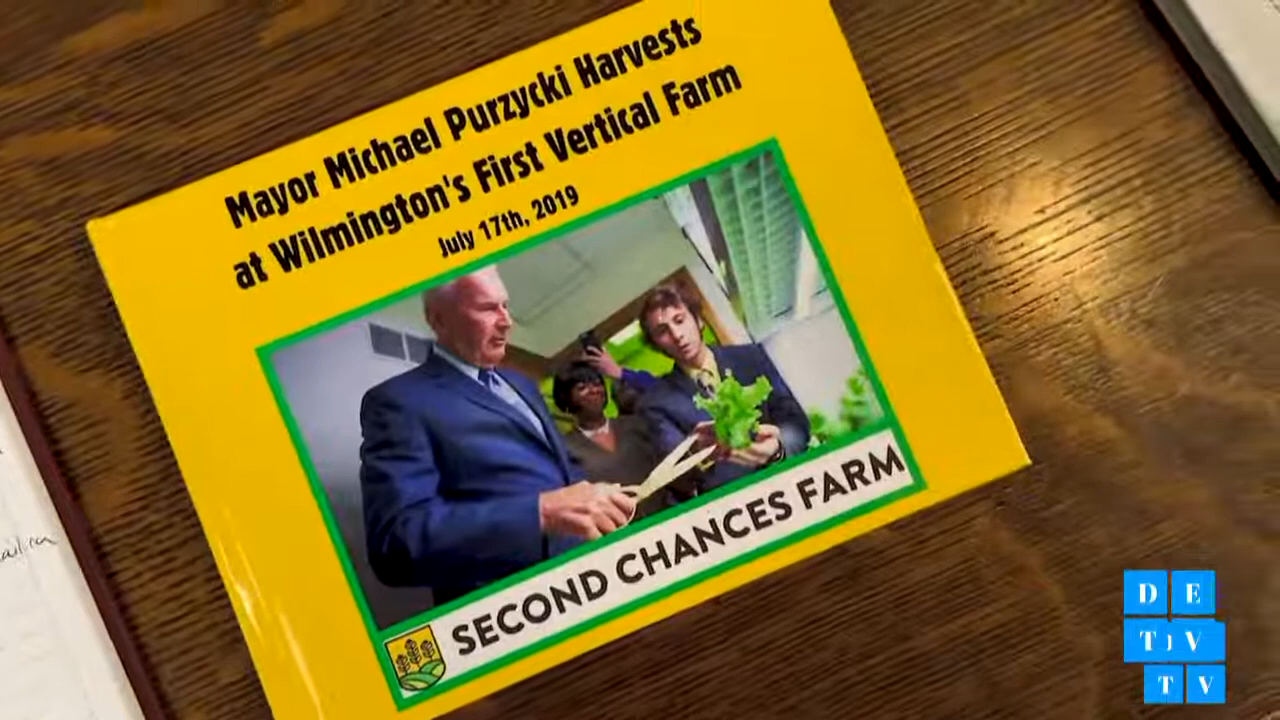 Mayor Michael Purzycki Harvests
at Wilmington's First Vertical Farm
July 17th, 2019
SECOND CHANCES FARM
D E
T V
T V